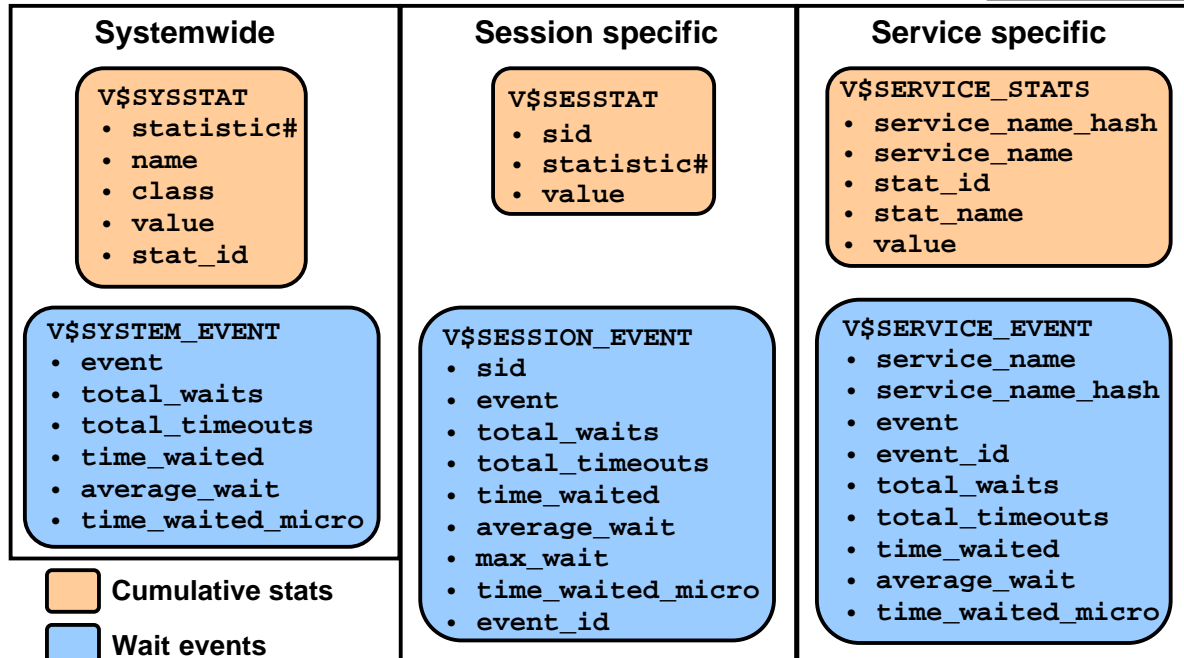 Systemwide
V$SYSSTAT
• statistic#
• name
• class
• value
• stat_id
V$SYSTEM_EVENT
• event
• total_waits
• total_timeouts
• time_waited
• average_wait
• time_waited_micro
Cumulative stats
Wait events
Session specific
V$SESSTAT
• sid
• statistic#
• value
V$SESSION_EVENT
• sid
• event
• total_waits
• total_timeouts
• time_waited
• average_wait
• max_wait
• time_waited_micro
• event_id
Service specific
V$SERVICE_STATS
• service_name_hash
• service_name
• stat_id
• stat_name
• value
V$SERVICE_EVENT
• service_name
• service_name_hash
• event
• event_id
• total_waits
• total_timeouts
• time_waited
• average_wait
• time_waited_micro